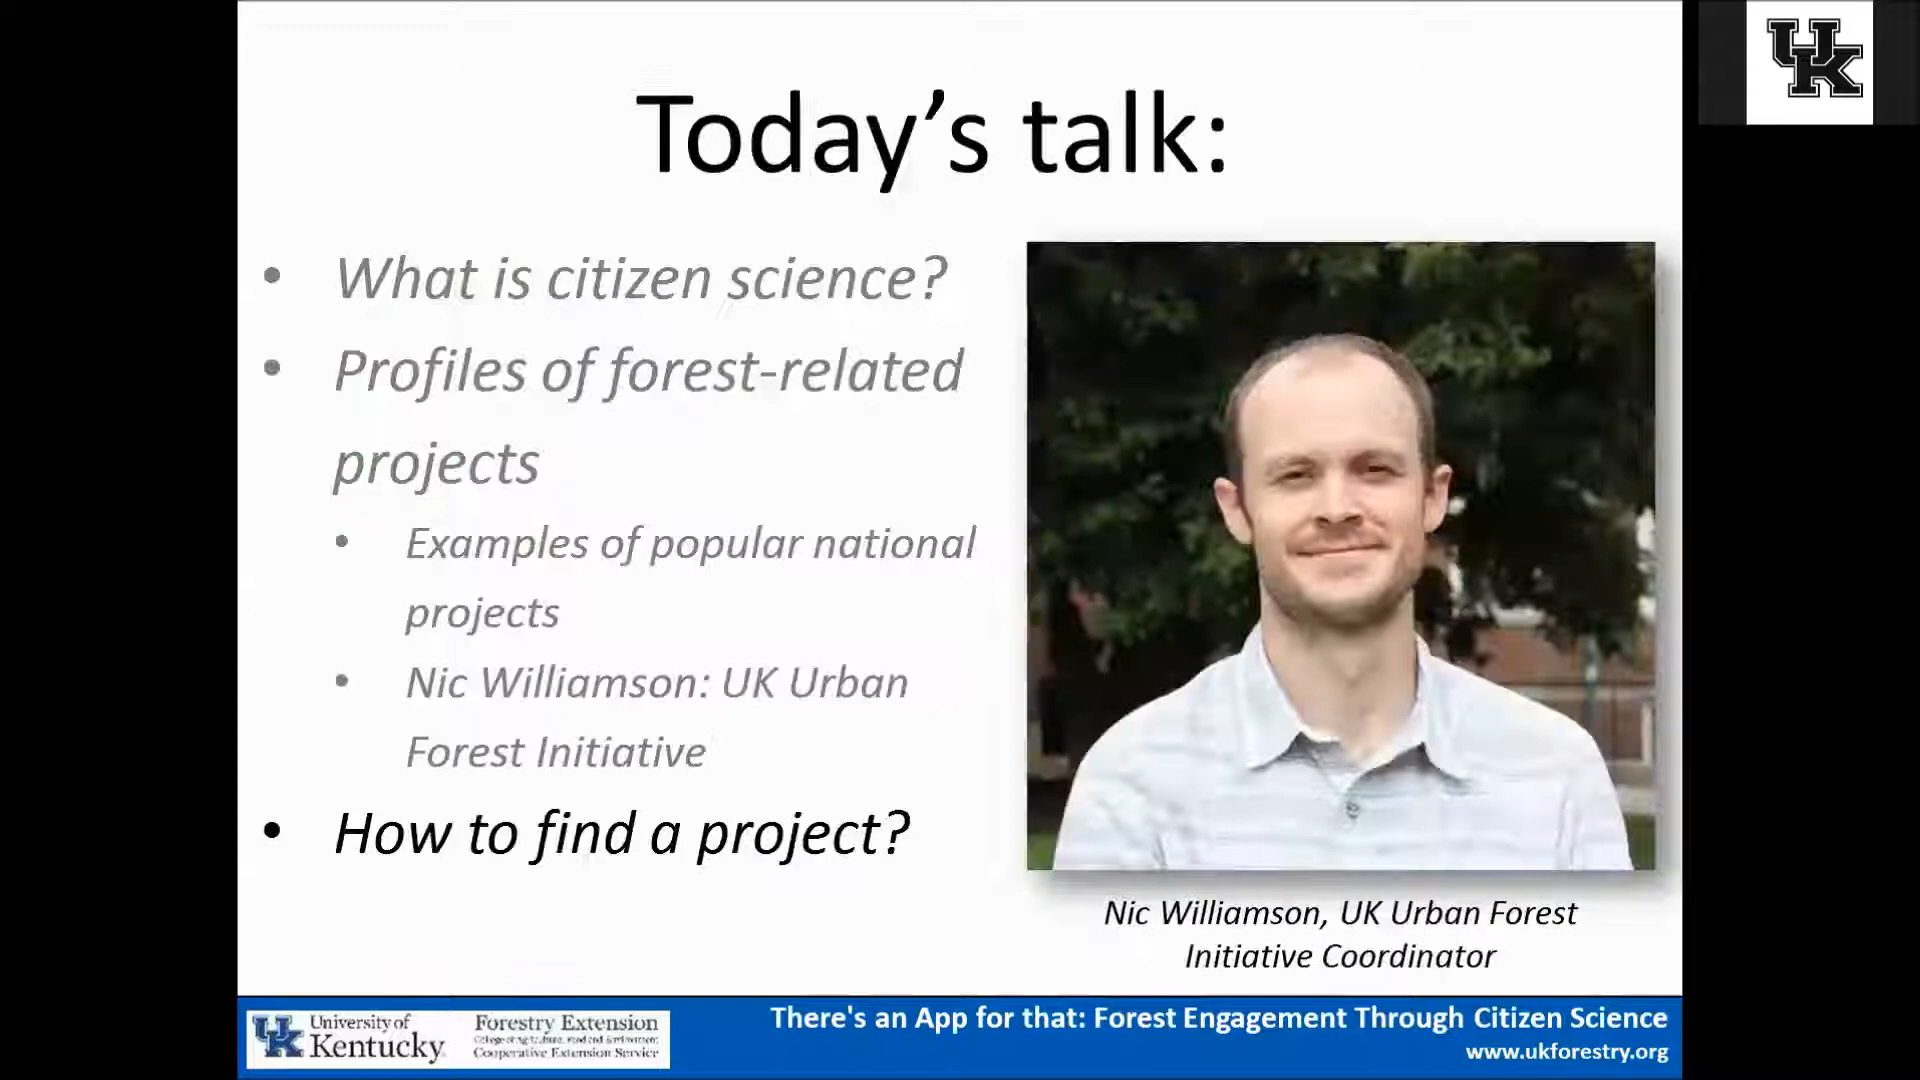 UK
Today’s talk:
• What is citizen science?
• Profiles of forest-related
projects
• Examples of popular national
projects
• Nic Williamson: UK Urban
Forest Initiative
• How to find a project?
Nic Williamson, UK Urban Forest
Initiative Coordinator
UK
University of
Kentucky
Forestry Extension
College of Agriculture, Food and Environment
Cooperative Extension Service
There's an App for that: Forest Engagement Through Citizen Science
www.ukforestry.org